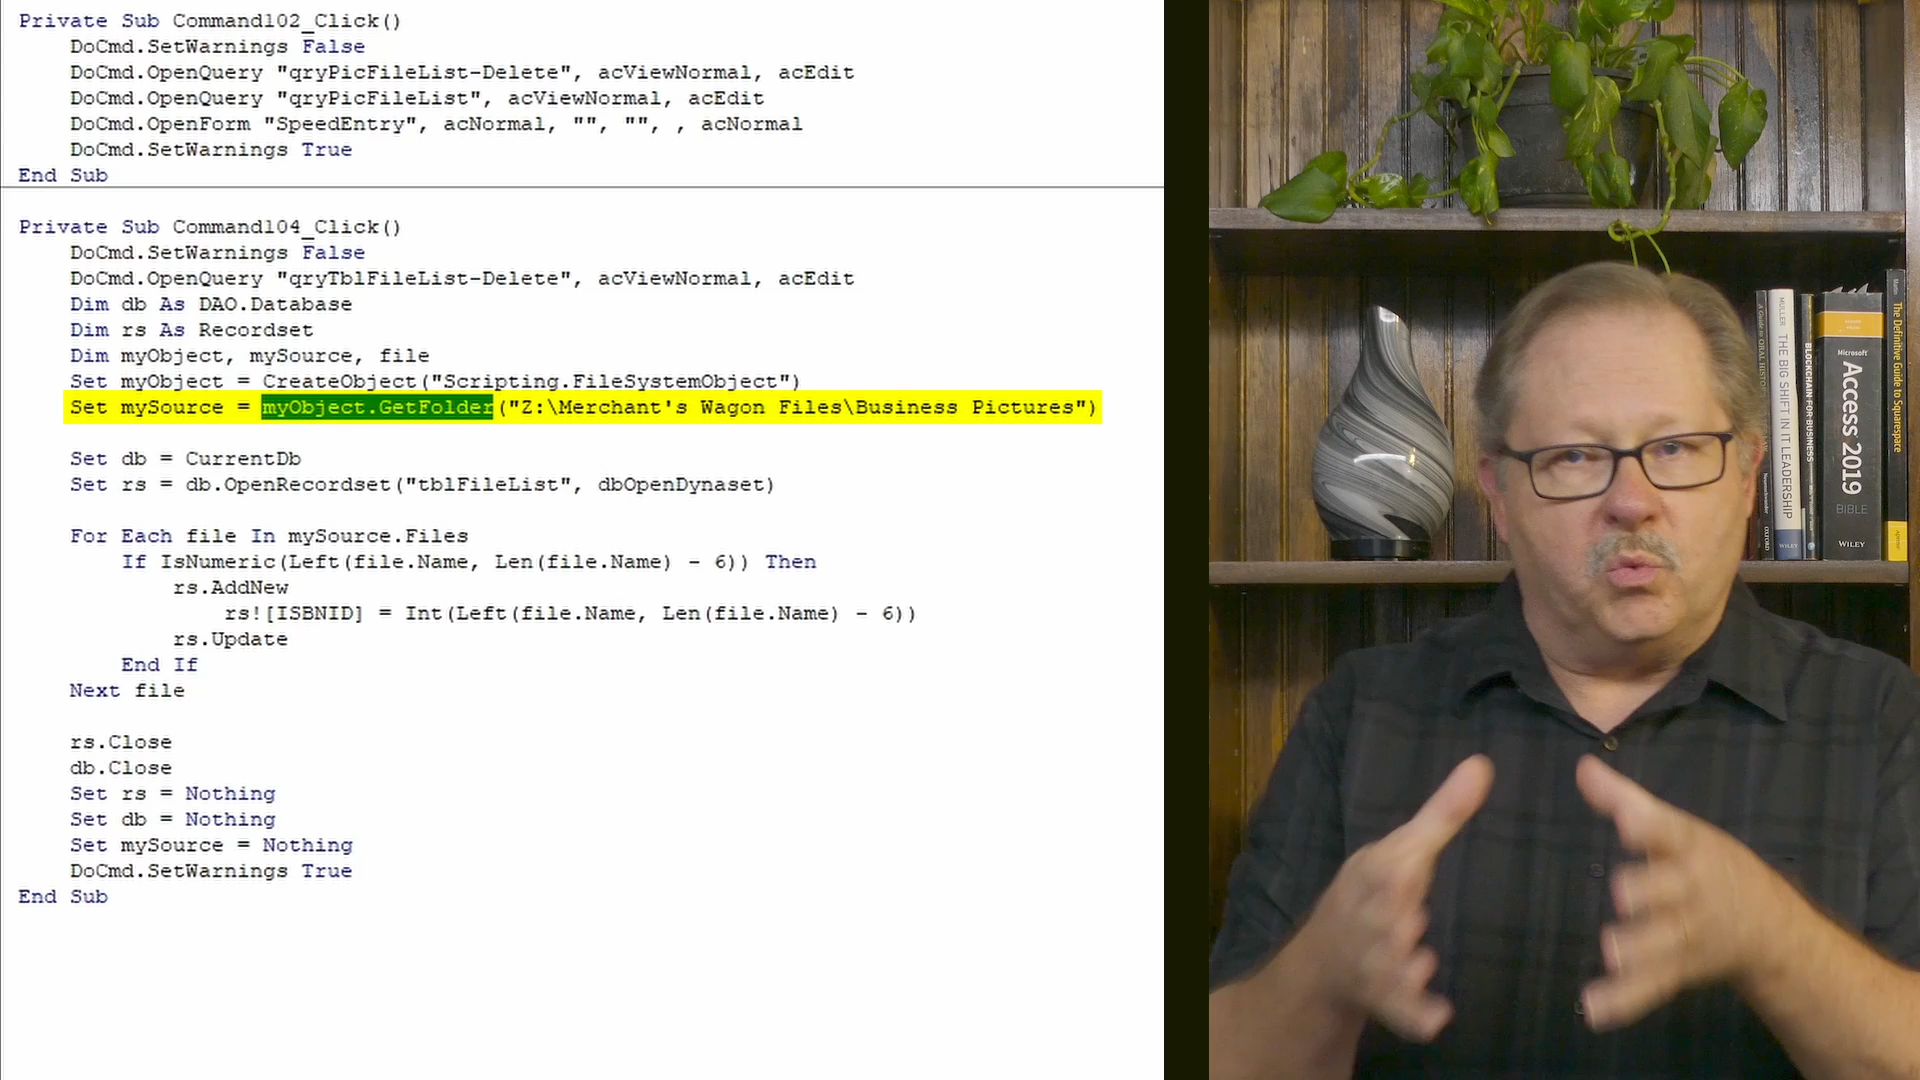 Private Sub Command102_Click()
DoCmd.SetWarnings False
DoCmd.OpenQuery "qryPicFileList-Delete", acViewNormal, acEdit
DoCmd.OpenQuery "qryPicFileList", acViewNormal, acEdit
DoCmd.OpenForm "SpeedEntry", acNormal, "", "", , acNormal
DoCmd.SetWarnings True
End Sub
Private Sub Command104_Click()
DoCmd.SetWarnings False
DoCmd.OpenQuery "qryTblFileList-Delete", acViewNormal, acEdit
Dim db As DAO.Database
Dim rs As Recordset
Dim myObject, mySource, file
Set myObject = CreateObject("Scripting.FileSystemObject")
Set mySource = myObject.GetFolder("Z:\Merchant's Wagon Files\Business Pictures")
Set db = CurrentDb
Set rs = db.OpenRecordset("tblFileList", dbOpenDynaset)
For Each file In mySource.Files
If IsNumeric(Left(file.Name, Len(file.Name) - 6)) Then
rs.AddNew
rs![ISBNID] = Int(Left(file.Name, Len(file.Name) - 6))
rs.Update
End If
Next file
rs.Close
db.Close
Set rs = Nothing
Set db = Nothing
Set mySource = Nothing
DoCmd.SetWarnings True
End Sub
A Guide to ORAL HISTORY
OXFORD
MULLER THE BIG SHIFT IN IT LEADERSHIP
WILEY
BLOCKCHAIN FOR BUSINESS
Microsoft
Access 2019
BIBLE
WILEY
The Definitive Guide to Squarespace